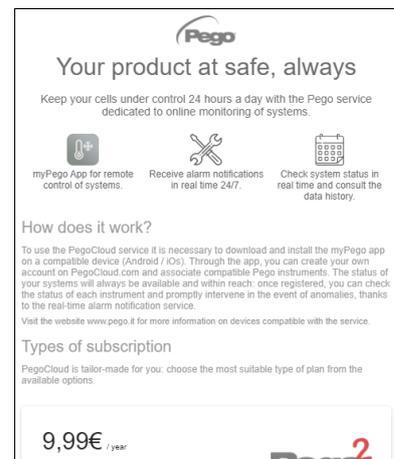 Pego
Your product at safe, always
Keep your cells under control 24 hours a day with the Pego service
dedicated to online monitoring of systems.
myPego App for remote
control of systems.
Receive alarm notifications
in real time 24/7.
Check system status in
real time and consult the
data history.
How does it work?
To use the PegoCloud service it is necessary to download and install the myPego app
on a compatible device (Android / iOs). Through the app, you can create your own
account on PegoCloud.com and associate compatible Pego instruments. The status of
your systems will always be available and within reach: once registered, you can check
the status of each instrument and promptly intervene in the event of anomalies, thanks
to the real-time alarm notification service.
Visit the website www.pego.it for more information on devices compatible with the service.
Types of subscription
PegoCloud is tailor-made for you: choose the most suitable type of plan from the
available options.
9,99€ / year
2